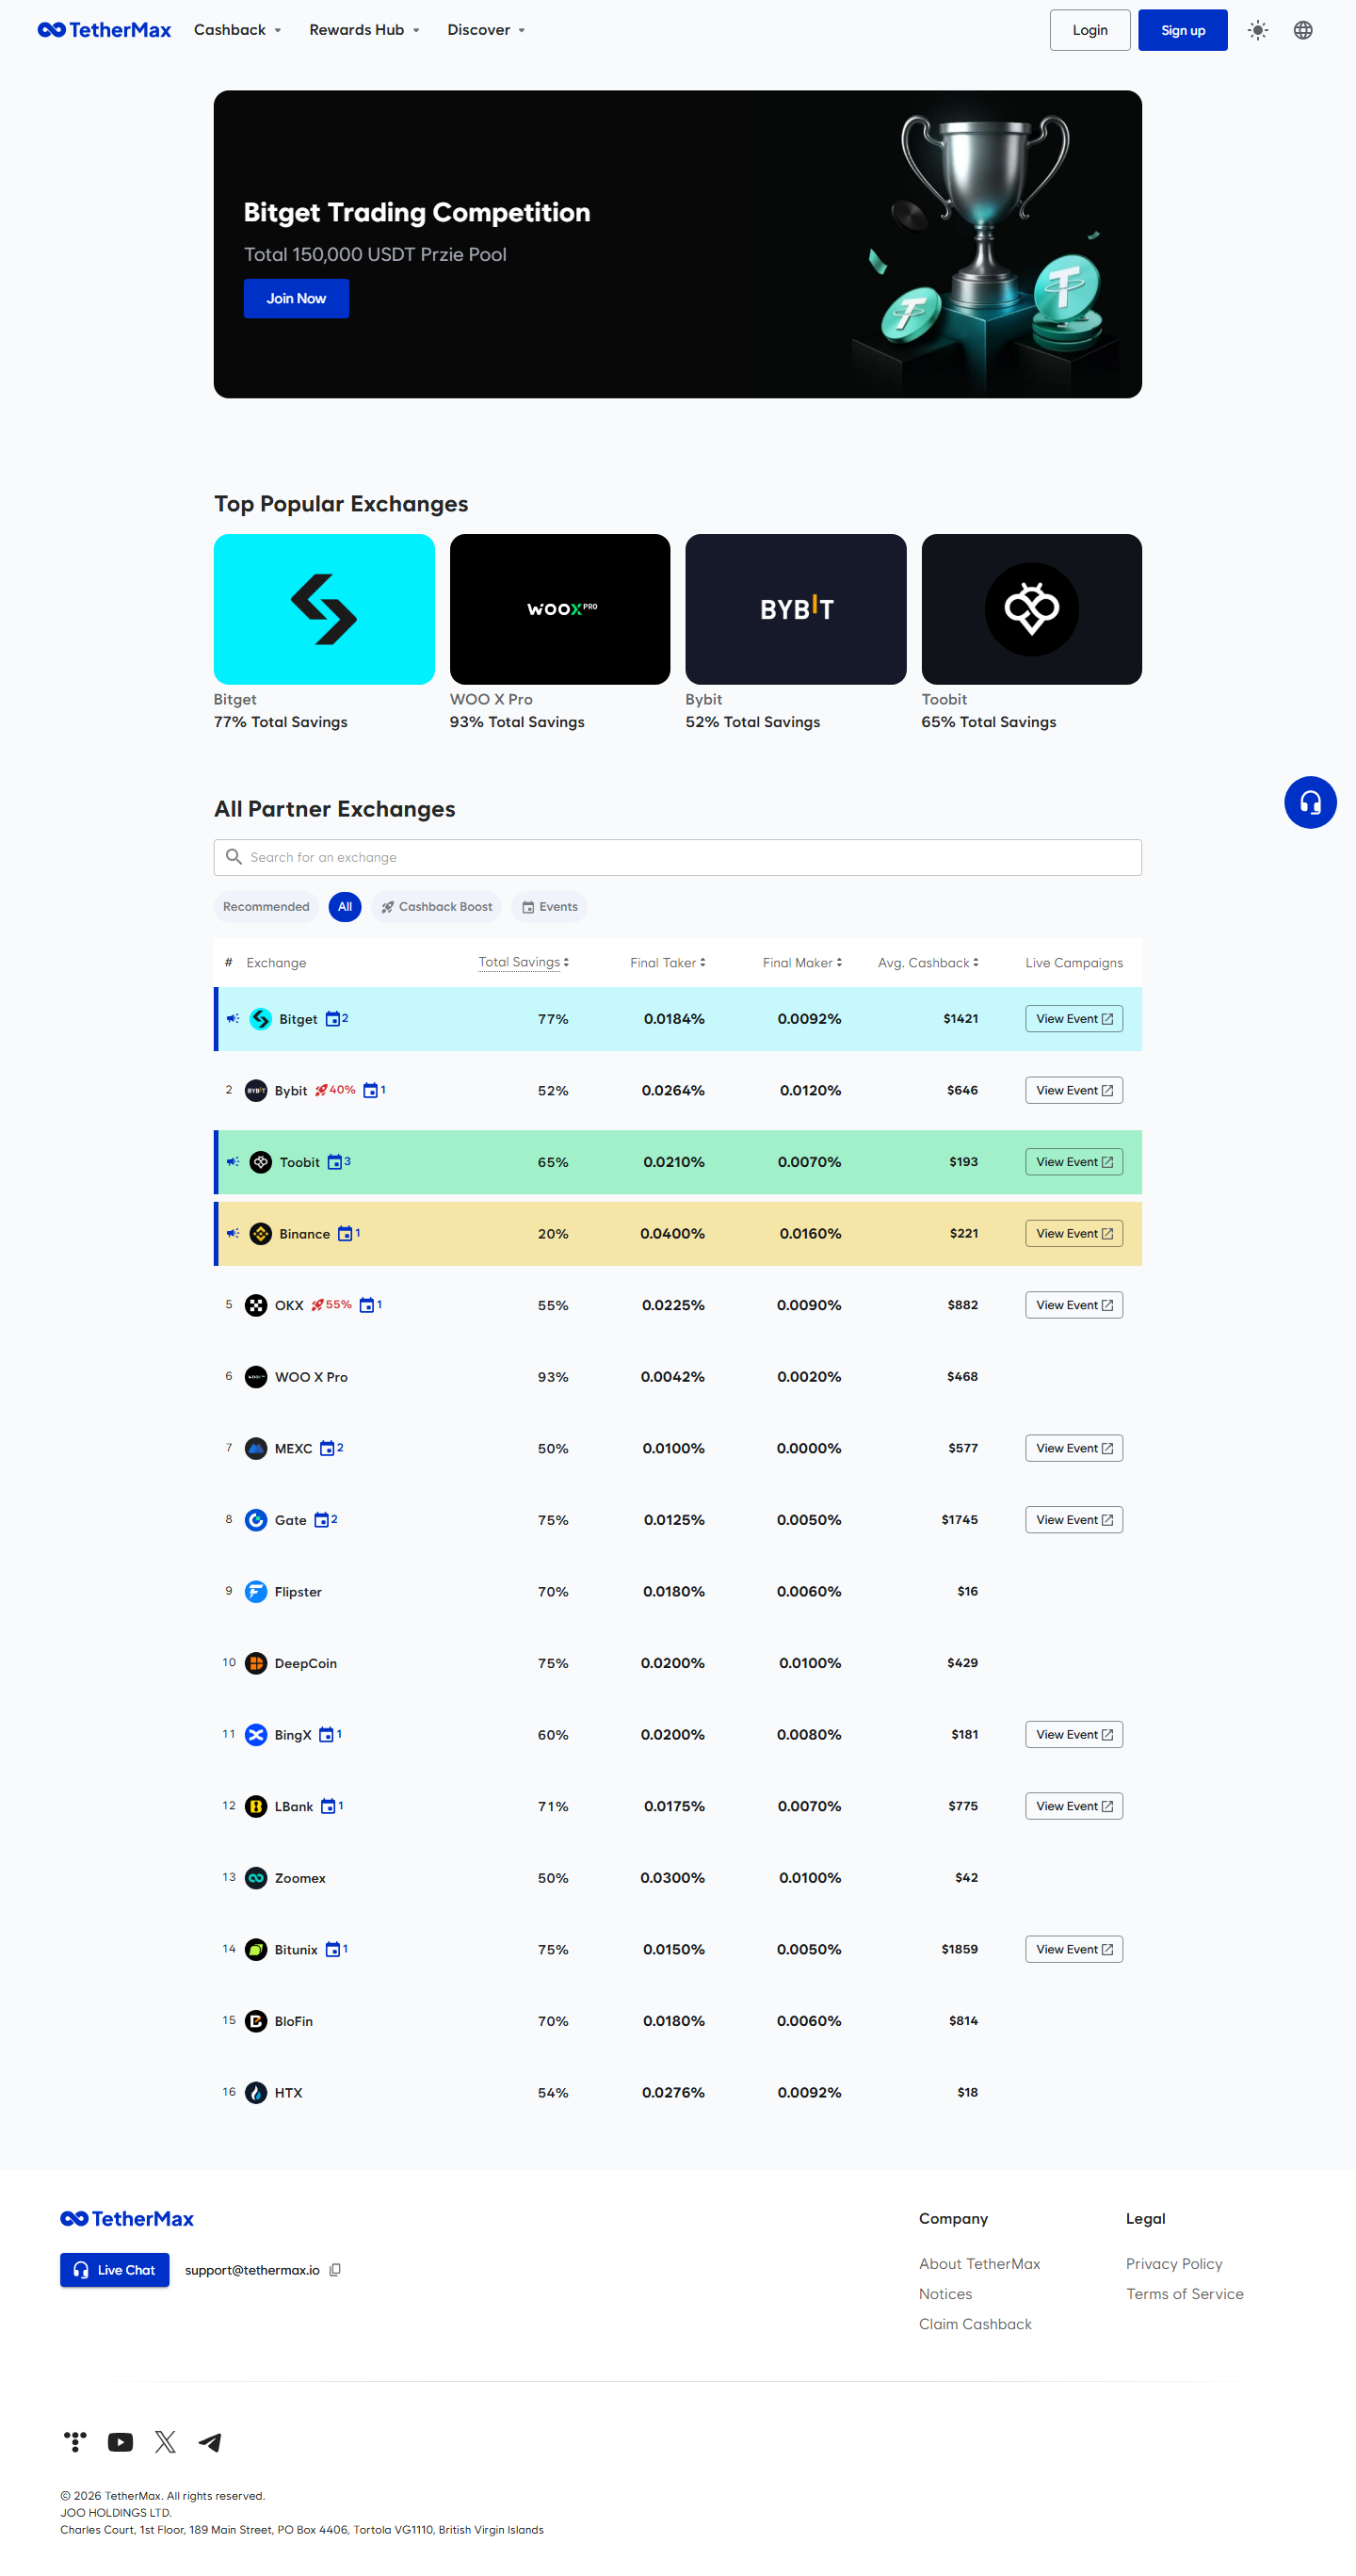 TetherMax Cashback Rewards Hub Discover Login Sign up
Bitget Trading Competition
Total 150,000 USDT Przie Pool
Join Now
Top Popular Exchanges
WOOX PRO
BYBIT
Bitget
77% Total Savings
WOO X Pro
93% Total Savings
Bybit
52% Total Savings
Toobit
65% Total Savings
All Partner Exchanges
Search for an exchange
Recommended All Cashback Boost Events
# Exchange Total Savings Final Taker Final Maker Avg. Cashback Live Campaigns
Bitget 2 77% 0.0184% 0.0092% $1421 View Event
2 BYBIT Bybit 40% 1 52% 0.0264% 0.0120% $646 View Event
Toobit 3 65% 0.0210% 0.0070% $193 View Event
Binance 1 20% 0.0400% 0.0160% $221 View Event
5 OKX 55% 1 55% 0.0225% 0.0090% $882 View Event
6 WOO X Pro 93% 0.0042% 0.0020% $468
7 MEXC 2 50% 0.0100% 0.0000% $577 View Event
8 Gate 2 75% 0.0125% 0.0050% $1745 View Event
9 Flipster 70% 0.0180% 0.0060% $16
10 DeepCoin 75% 0.0200% 0.0100% $429
11 BingX 1 60% 0.0200% 0.0080% $181 View Event
12 LBank 1 71% 0.0175% 0.0070% $775 View Event
13 Zoomex 50% 0.0300% 0.0100% $42
14 Bitunix 1 75% 0.0150% 0.0050% $1859 View Event
15 BloFin 70% 0.0180% 0.0060% $814
16 HTX 54% 0.0276% 0.0092% $18
TetherMax
Live Chat support@tethermax.io
Company
About TetherMax
Notices
Claim Cashback
Legal
Privacy Policy
Terms of Service
© 2026 TetherMax. All rights reserved.
JOO HOLDINGS LTD.
Charles Court, 1st Floor, 189 Main Street, PO Box 4406, Tortola VG1110, British Virgin Islands